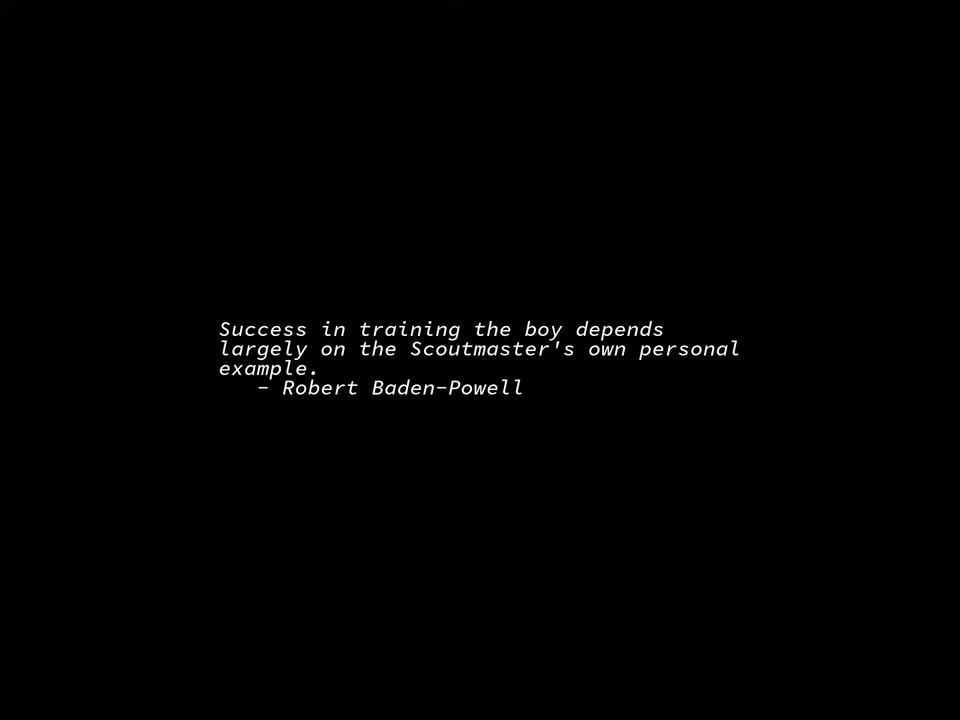 Success in training the boy depends
largely on the Scoutmaster's own personal
example.
- Robert Baden-Powell